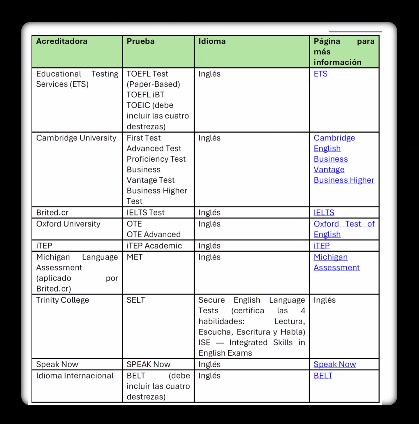 Acreditadora Prueba Idioma Página para
más
información
Educational Testing TOEFL Test Inglés ETS
Services (ETS) (Paper-Based)
TOEFL iBT
TOEIC (debe
incluir las cuatro
destrezas)
Cambridge University First Test Inglés Cambridge
Advanced Test English
Proficiency Test Business
Business Vantage
Vantage Test Business Higher
Business Higher
Test
Brited.cr IELTS Test Inglés IELTS
Oxford University OTE Inglés Oxford Test of
OTE Advanced English
iTEP iTEP Academic Inglés iTEP
Michigan Language MET Inglés Michigan
Assessment Assessment
(aplicado por
Brited.cr)
Trinity College SELT Secure English Language Inglés
Tests (certifica las 4
habilidades: Lectura,
Escucha, Escritura y Habla)
ISE — Integrated Skills in
English Exams
Speak Now SPEAK Now Inglés Speak Now
Idioma Internacional BELT (debe Inglés BELT
incluir las cuatro
destrezas)